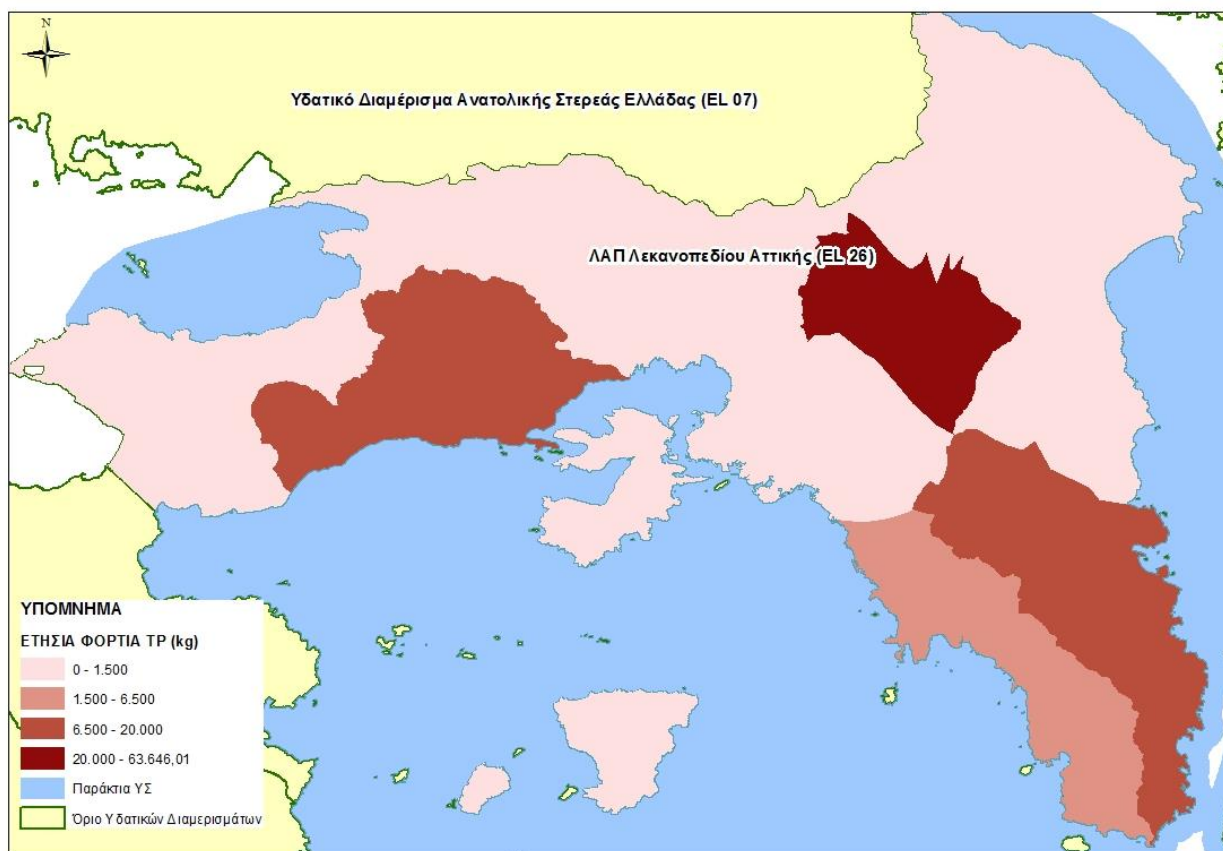 N
Υδατικό Διαμέρισμα Ανατολικής Στερεάς Ελλάδας (EL 07)
ΛΑΠ Λεκανοπεδίου Αττικής (EL 26)
ΥΠΟΜΝΗΜΑ
ΕΤΗΣΙΑ ΦΟΡΤΙΑ TP (kg)
0 - 1.500
1.500 - 6.500
6.500 - 20.000
20.000 - 63.646,01
Παράκτια ΥΣ
Όριο Υδατικών Διαμερισμάτων